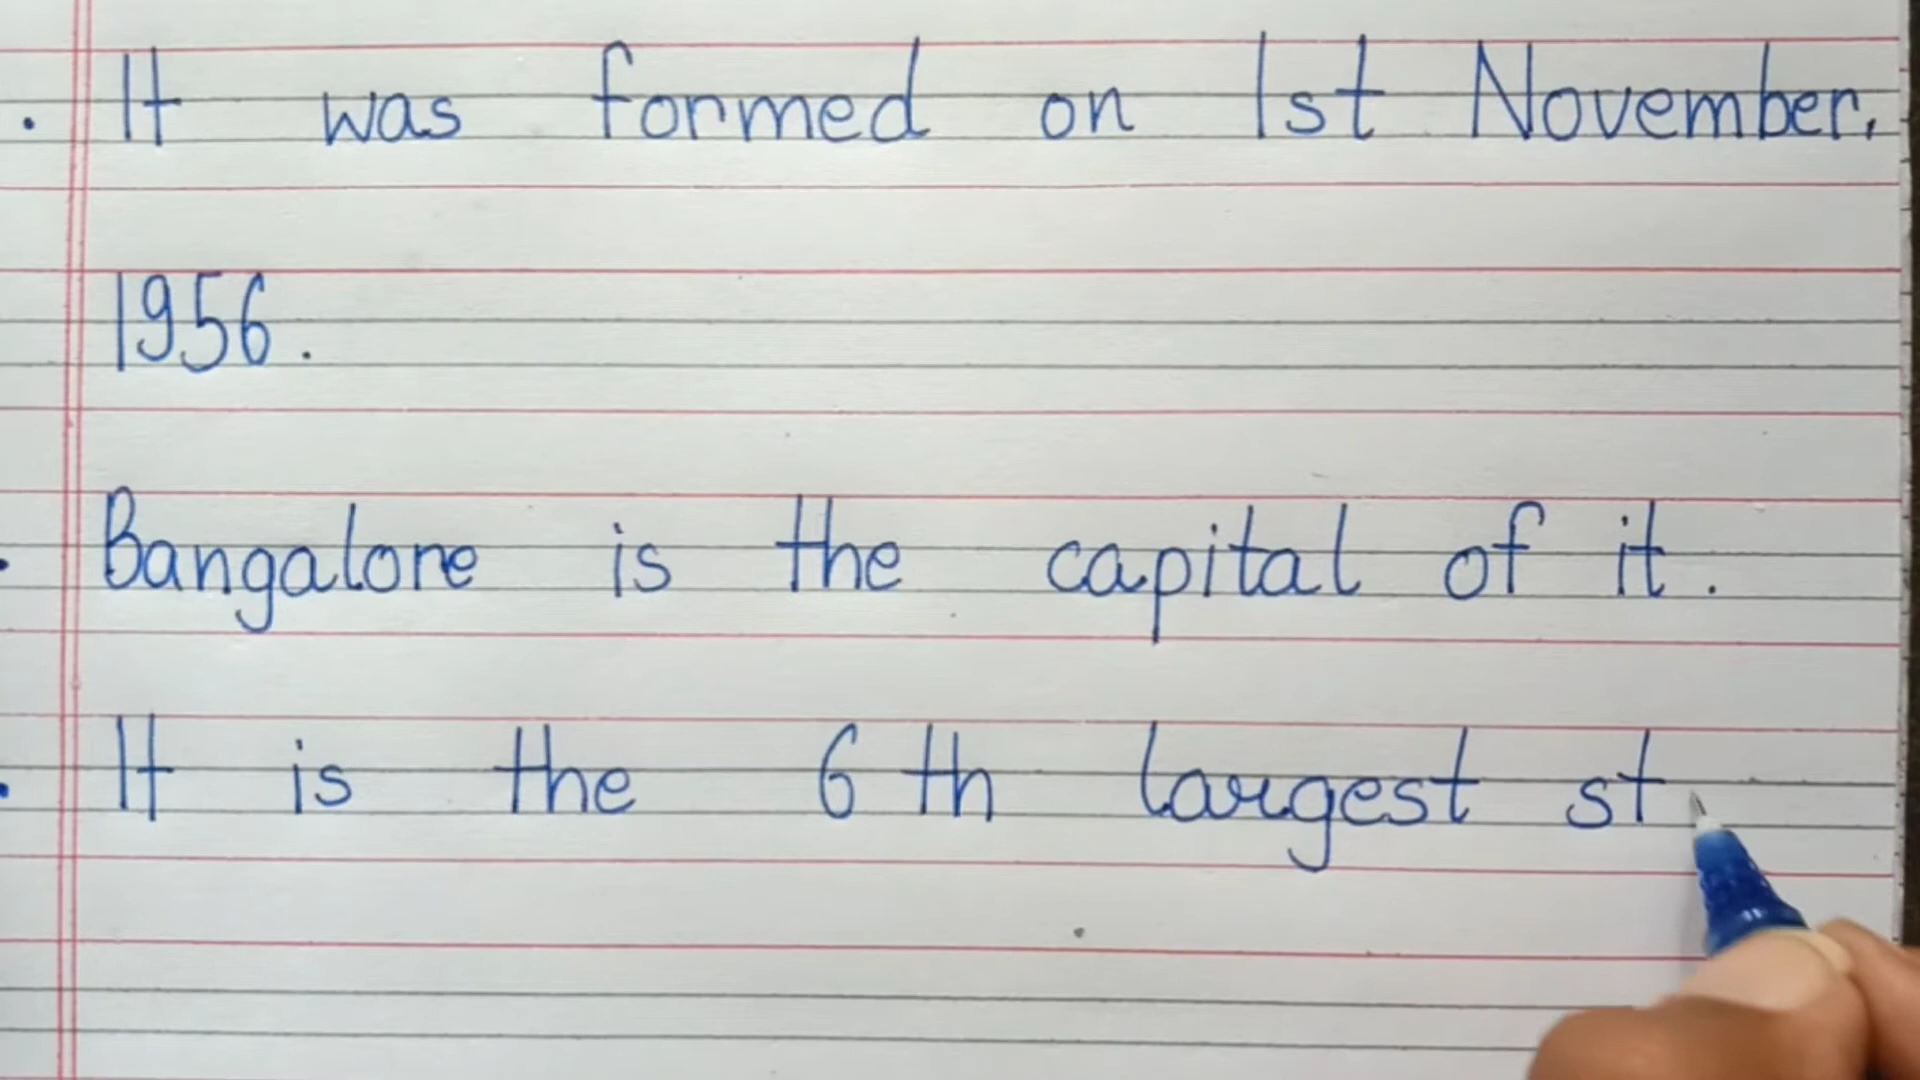 . It was formed on 1st November,
1956.
. Bangalore is the capital of it.
. It is the 6 th largest st